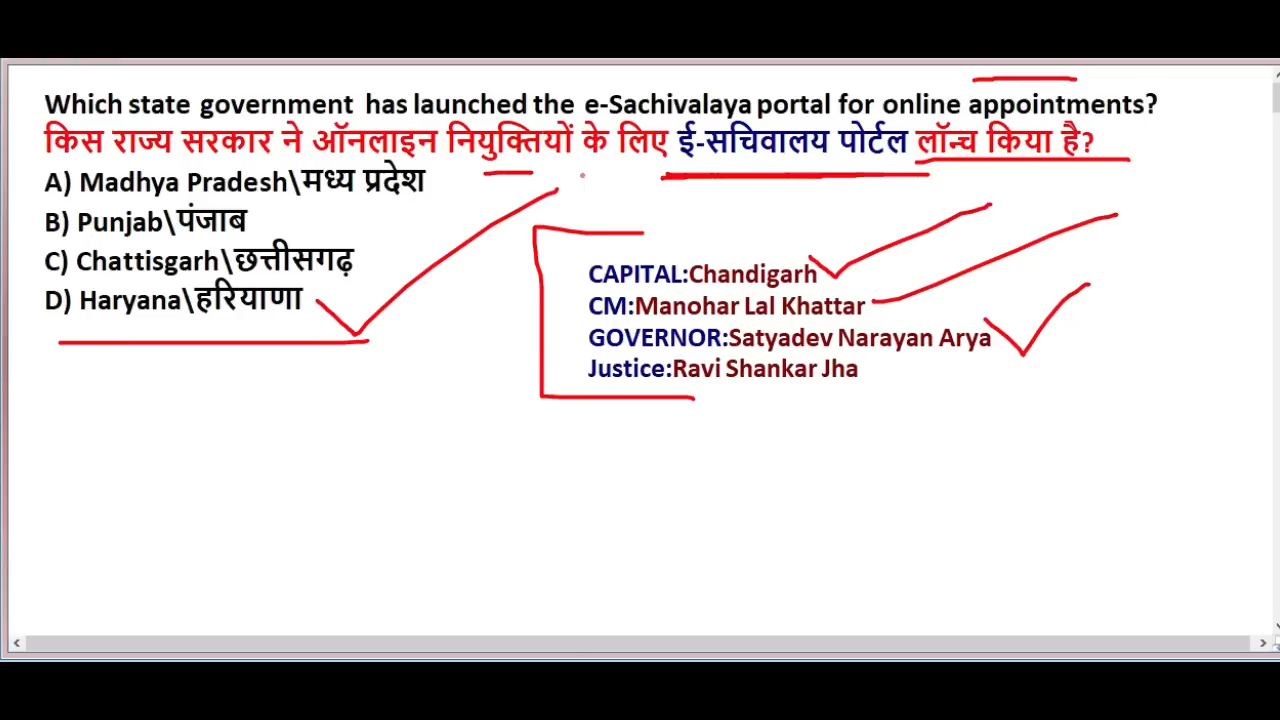 Which state government has launched the e-Sachivalaya portal for online appointments?
किस राज्य सरकार ने ऑनलाइन नियुक्तियों के लिए ई-सचिवालय पोर्टल लॉन्च किया है?
A) Madhya Pradesh\मध्य प्रदेश
B) Punjab\पंजाब
C) Chattisgarh\छत्तीसगढ़
D) Haryana\हरियाणा
CAPITAL:Chandigarh
CM:Manohar Lal Khattar
GOVERNOR:Satyadev Narayan Arya
Justice:Ravi Shankar Jha